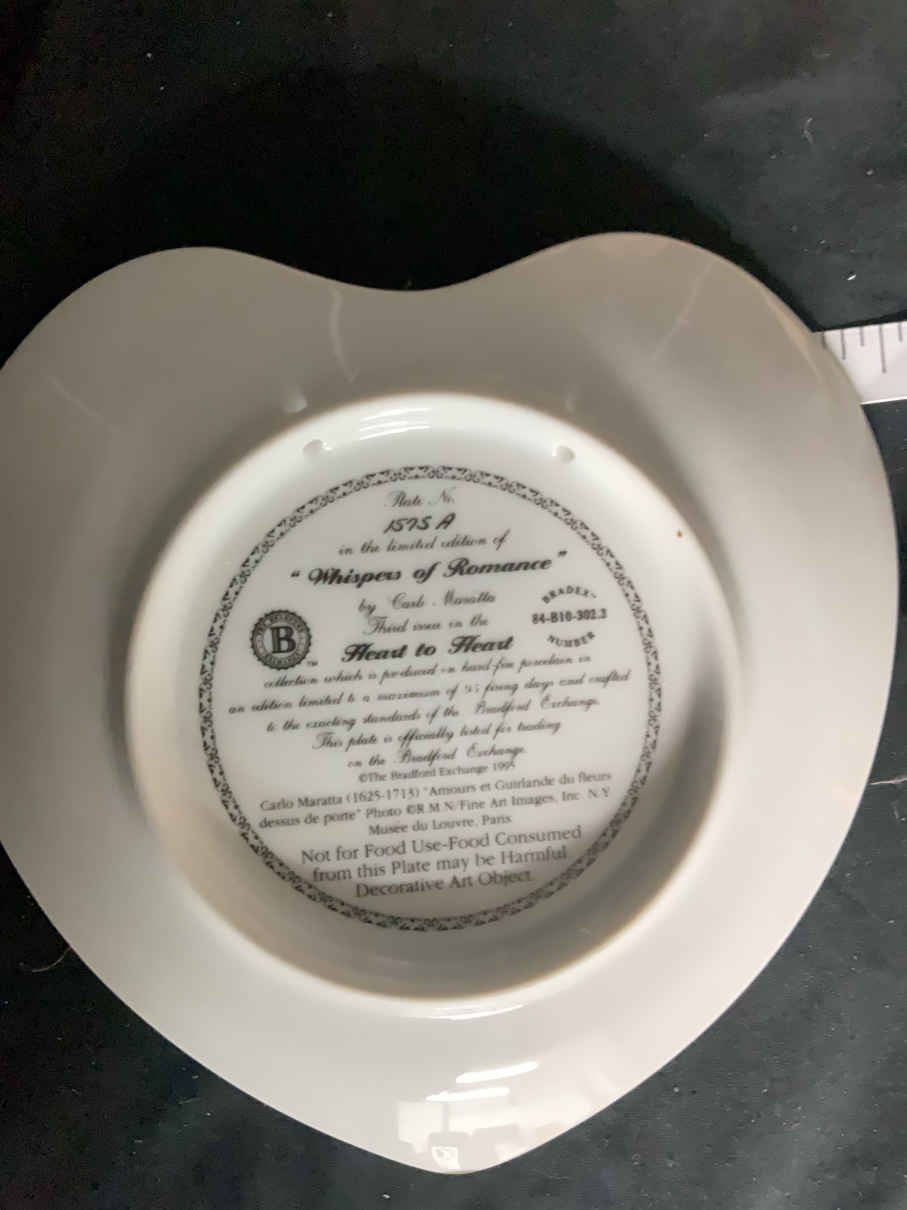 Plate No.
1575 A
in the limited edition of
"Whispers of Romance"
by Carlo Maratta
Third issue in the
Heart to Heart
collection which is produced on hard-fire porcelain in
an edition limited to a maximum of 95 firing days and crafted
to the exacting standards of the Bradford Exchange.
This plate is officially listed for trading
on the Bradford Exchange
©The Bradford Exchange 1995
Carlo Maratta (1625-1713) "Amours et Guirlande du fleurs
dessus de porte" Photo ©R.M.N/Fine Art Images, Inc. N.Y.
Musée du Louvre, Paris
Not for Food Use-Food Consumed
from this Plate may be Harmful
Decorative Art Object.
B
TM
BRADEX™
84-B10-302.3
NUMBER